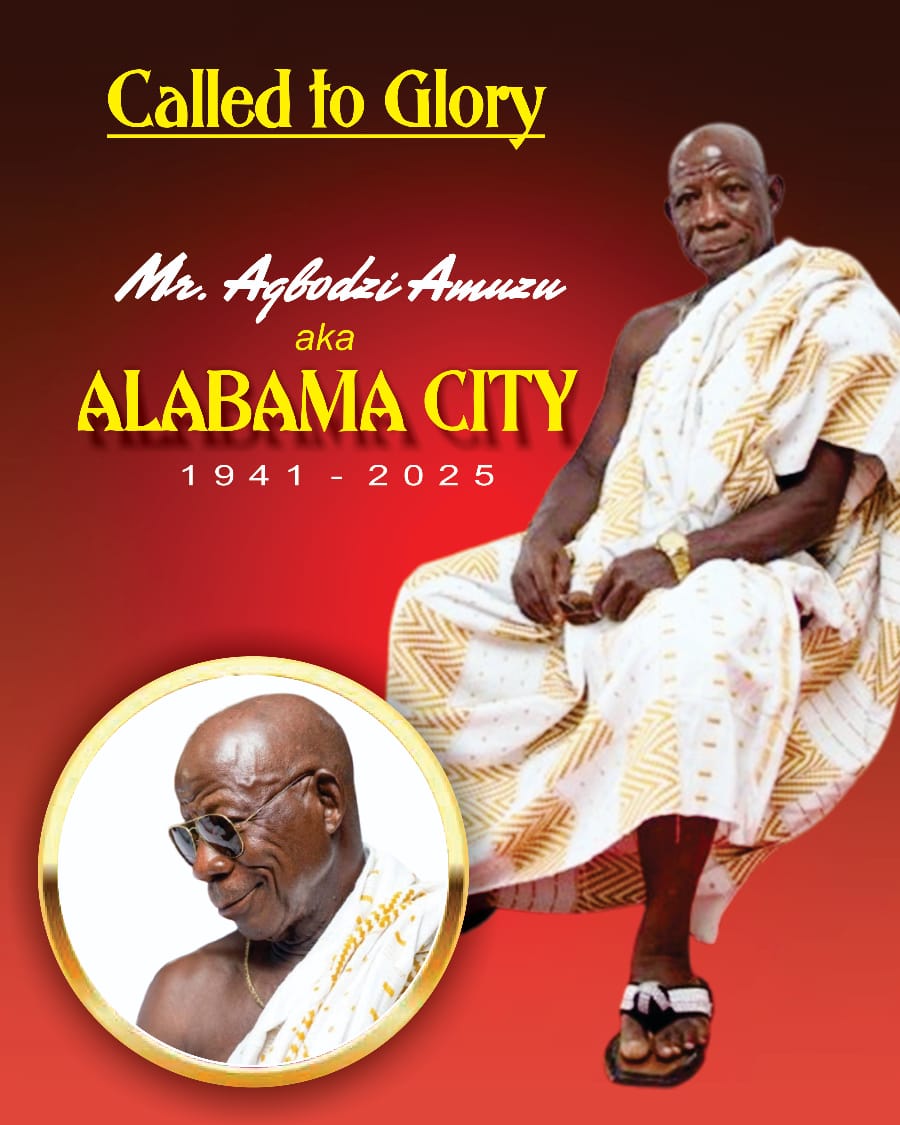 Called to Glory
Mr. Agbodzi Amuzu
aka
ALABAMA CITY
1941 - 2025